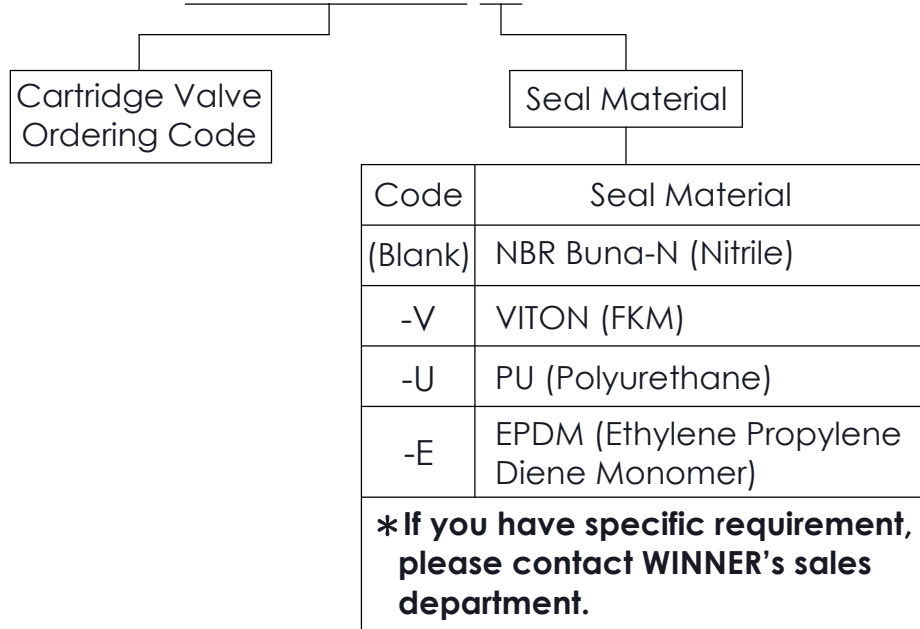 Cartridge Valve
Ordering Code
Seal Material
Code Seal Material
(Blank) NBR Buna-N (Nitrile)
-V VITON (FKM)
-U PU (Polyurethane)
-E EPDM (Ethylene Propylene
Diene Monomer)
*If you have specific requirement,
please contact WINNER's sales
department.